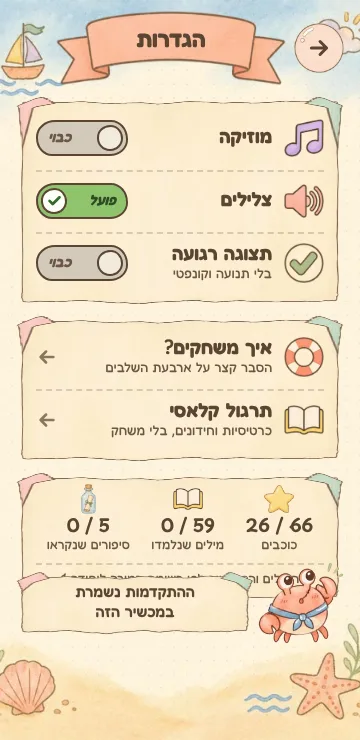 הגדרות
מוזיקה
כבוי
צלילים
פועל
תצוגה רגועה
בלי תנועה וקונפטי
כבוי
איך משחקים?
הסבר קצר על ארבעת השלבים
תרגול קלאסי
כרטיסיות וחידונים, בלי משחק
26 / 66
0 / 59
0 / 5
כוכבים
מילים שנלמדו
סיפורים שנקראו
ההתקדמות נשמרת
במכשיר הזה